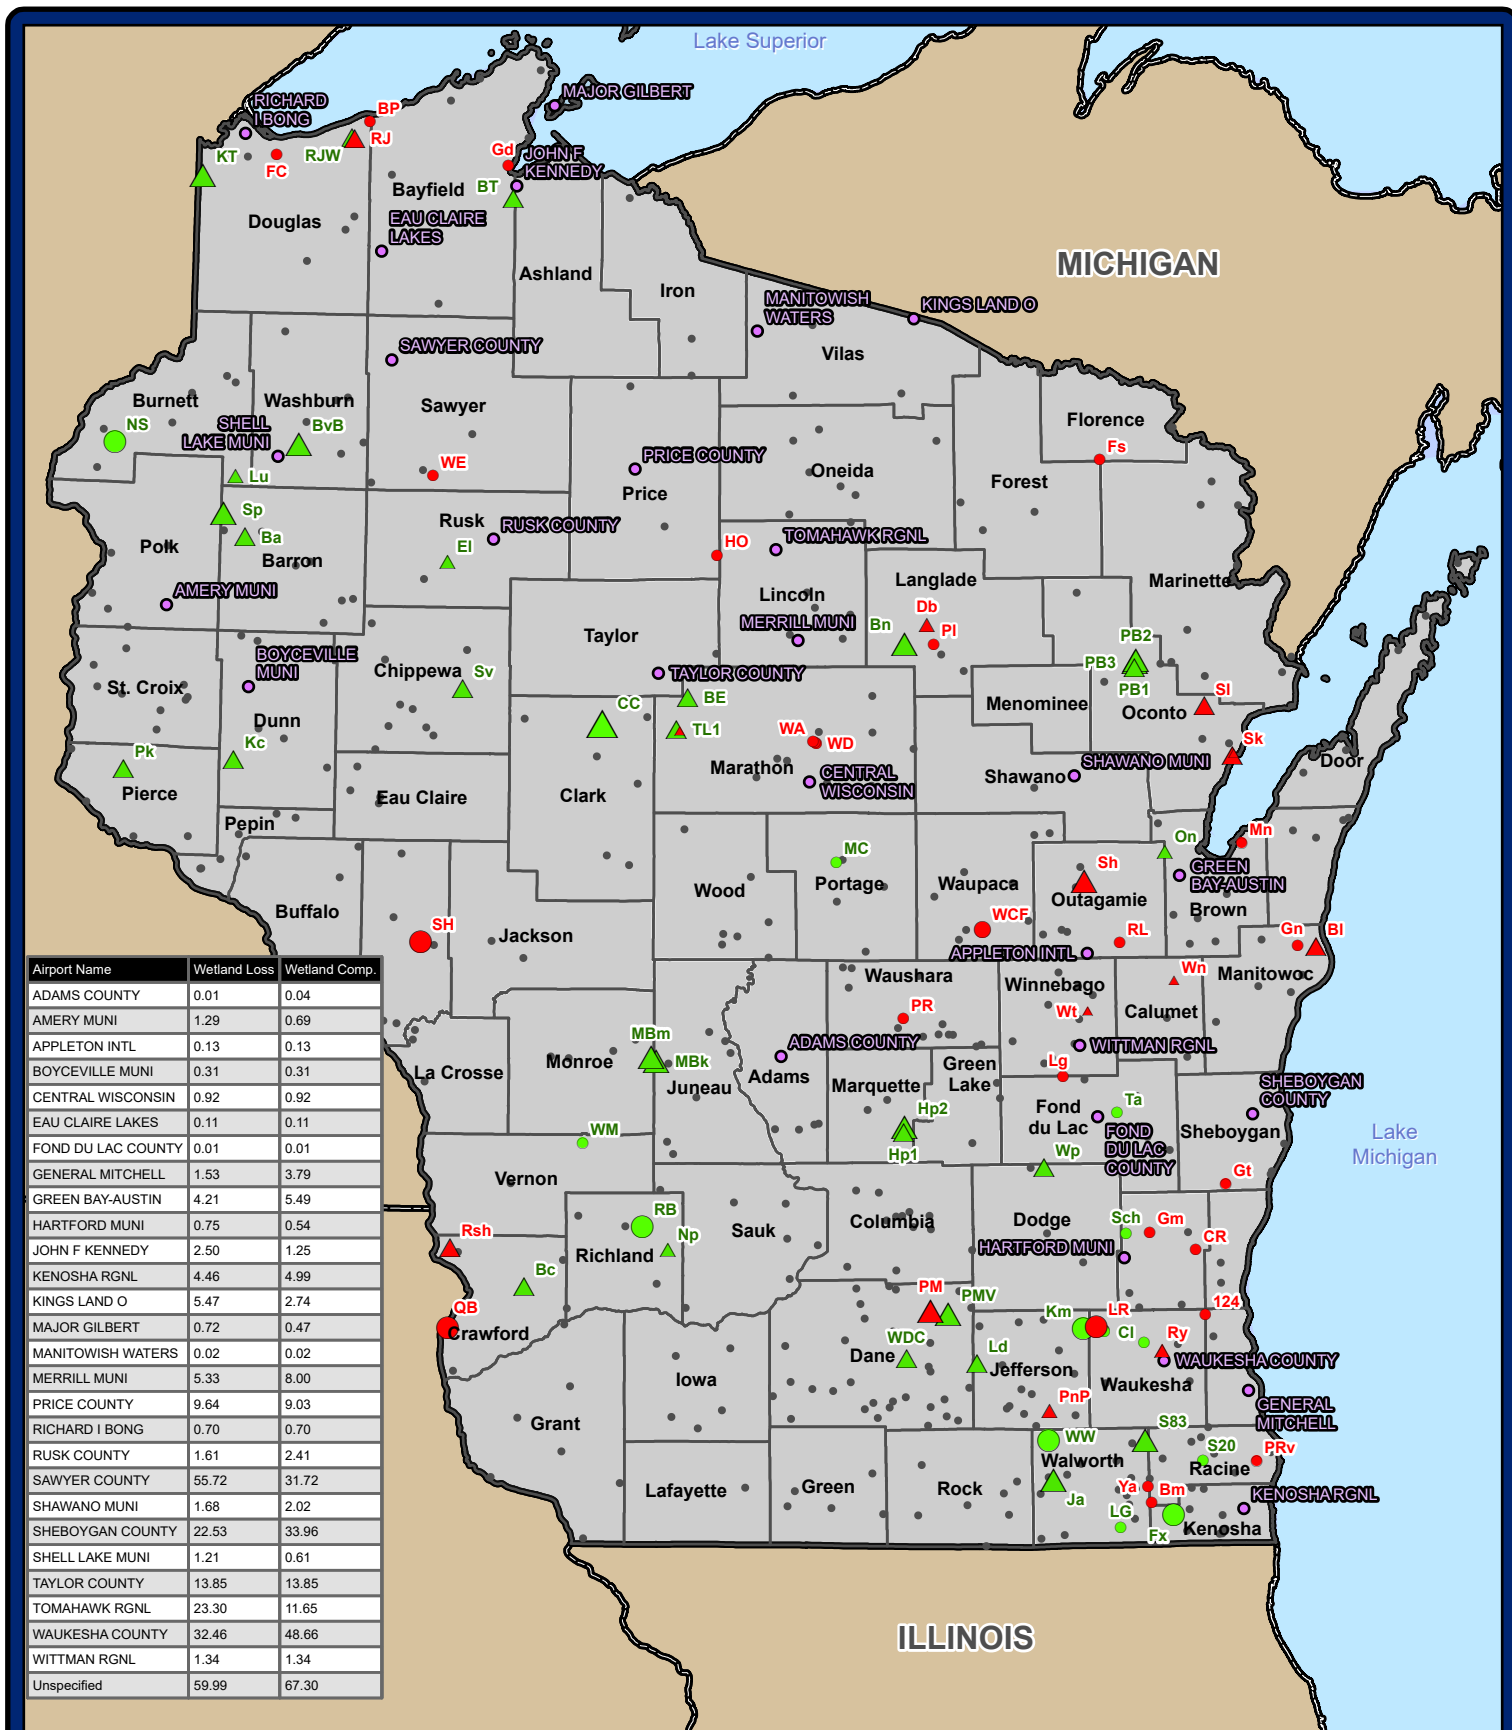 Lake Superior
MAJOR GILBERT
RICHARD
I BONG
BP
RJ
RJW
KT
FC
Gd
JOHN F
KENNEDY
BT
Bayfield
Douglas
EAU CLAIRE
LAKES
Ashland
Iron
MICHIGAN
MANITOWISH
WATERS
KINGS LAND O
Vilas
SAWYER COUNTY
Burnett
Washburn
Sawyer
NS
SHELL
LAKE MUNI
BvB
Florence
Fs
PRICE COUNTY
Oneida
WE
Lu
Price
Forest
Sp
Rusk
RUSK COUNTY
Polk
Ba
Barron
El
HO
TOMAHAWK RGNL
Langlade
Marinette
AMERY MUNI
Lincoln
Db
MERRILL MUNI
Bn
Pl
Taylor
PB2
PB3
PB1
BOYCEVILLE
MUNI
Chippewa
Sv
TAYLOR COUNTY
St. Croix
BE
Menominee
Sl
Oconto
Dunn
CC
TL1
WA
WD
Sk
Pk
Kc
Marathon
CENTRAL
WISCONSIN
Shawano
SHAWANO MUNI
Door
Pierce
Eau Claire
Clark
Pepin
Mn
On
MC
Sh
GREEN
BAY-AUSTIN
Wood
Portage
Waupaca
Outagamie
Brown
Buffalo
SH
Jackson
WCF
RL
Gn
Bl
APPLETON INTL
Wn
Manitowoc
Waushara
Winnebago
Calumet
PR
Wt
MBm
MBk
Monroe
ADAMS COUNTY
WITTMAN RGNL
La Crosse
Juneau
Adams
Marquette
Green
Lake
Lg
SHEBOYGAN
COUNTY
Hp2
Hp1
Fond
du Lac
Ta
FOND
DU LAC
COUNTY
Sheboygan
Lake
Michigan
WM
Vernon
Wp
Gt
RB
Np
Richland
Sauk
Columbia
Dodge
Sch
Gm
CR
HARTFORD MUNI
Rsh
Bc
QB
Crawford
PM
PMV
Km
LR
Cl
124
Ry
WAUKESHA COUNTY
WDC
Dane
Ld
Jefferson
Iowa
Waukesha
Grant
PnP
GENERAL
MITCHELL
WW
S83
Walworth
S20
Racine
PRv
Lafayette
Green
Rock
Ja
Ya
Bm
LG
Fx
Kenosha
KENOSHA RGNL
ILLINOIS
Airport Name Wetland Loss Wetland Comp.
ADAMS COUNTY 0.01 0.04
AMERY MUNI 1.29 0.69
APPLETON INTL 0.13 0.13
BOYCEVILLE MUNI 0.31 0.31
CENTRAL WISCONSIN 0.92 0.92
EAU CLAIRE LAKES 0.11 0.11
FOND DU LAC COUNTY 0.01 0.01
GENERAL MITCHELL 1.53 3.79
GREEN BAY-AUSTIN 4.21 5.49
HARTFORD MUNI 0.75 0.54
JOHN F KENNEDY 2.50 1.25
KENOSHA RGNL 4.46 4.99
KINGS LAND O 5.47 2.74
MAJOR GILBERT 0.72 0.47
MANITOWISH WATERS 0.02 0.02
MERRILL MUNI 5.33 8.00
PRICE COUNTY 9.64 9.03
RICHARD I BONG 0.70 0.70
RUSK COUNTY 1.61 2.41
SAWYER COUNTY 55.72 31.72
SHAWANO MUNI 1.68 2.02
SHEBOYGAN COUNTY 22.53 33.96
SHELL LAKE MUNI 1.21 0.61
TAYLOR COUNTY 13.85 13.85
TOMAHAWK RGNL 23.30 11.65
WAUKESHA COUNTY 32.46 48.66
WITTMAN RGNL 1.34 1.34
Unspecified 59.99 67.30